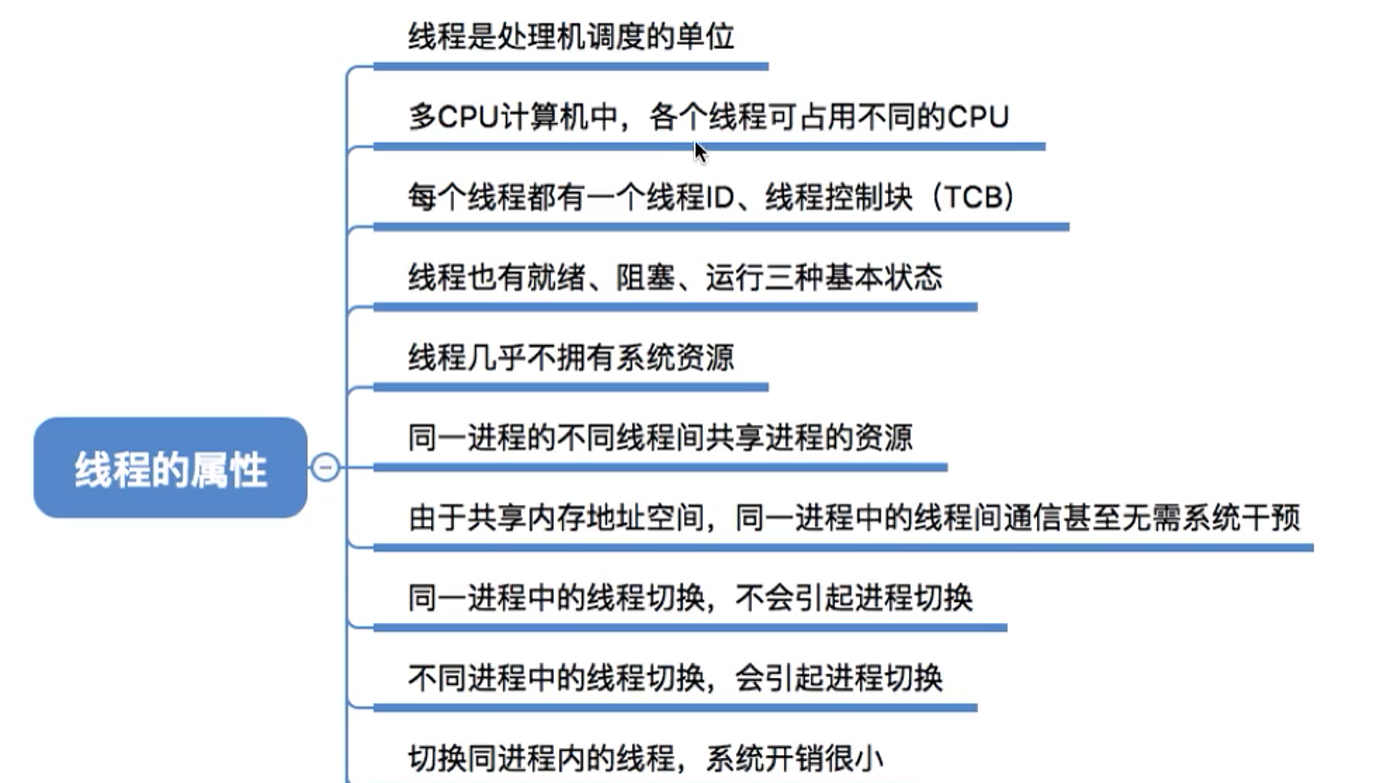 线程是处理机调度的单位
多CPU计算机中，各个线程可占用不同的CPU
每个线程都有一个线程ID、线程控制块（TCB）
线程也有就绪、阻塞、运行三种基本状态
线程几乎不拥有系统资源
同一进程的不同线程间共享进程的资源
线程的属性
由于共享内存地址空间，同一进程中的线程间通信甚至无需系统干预
同一进程中的线程切换，不会引起进程切换
不同进程中的线程切换，会引起进程切换
切换同进程内的线程，系统开销很小